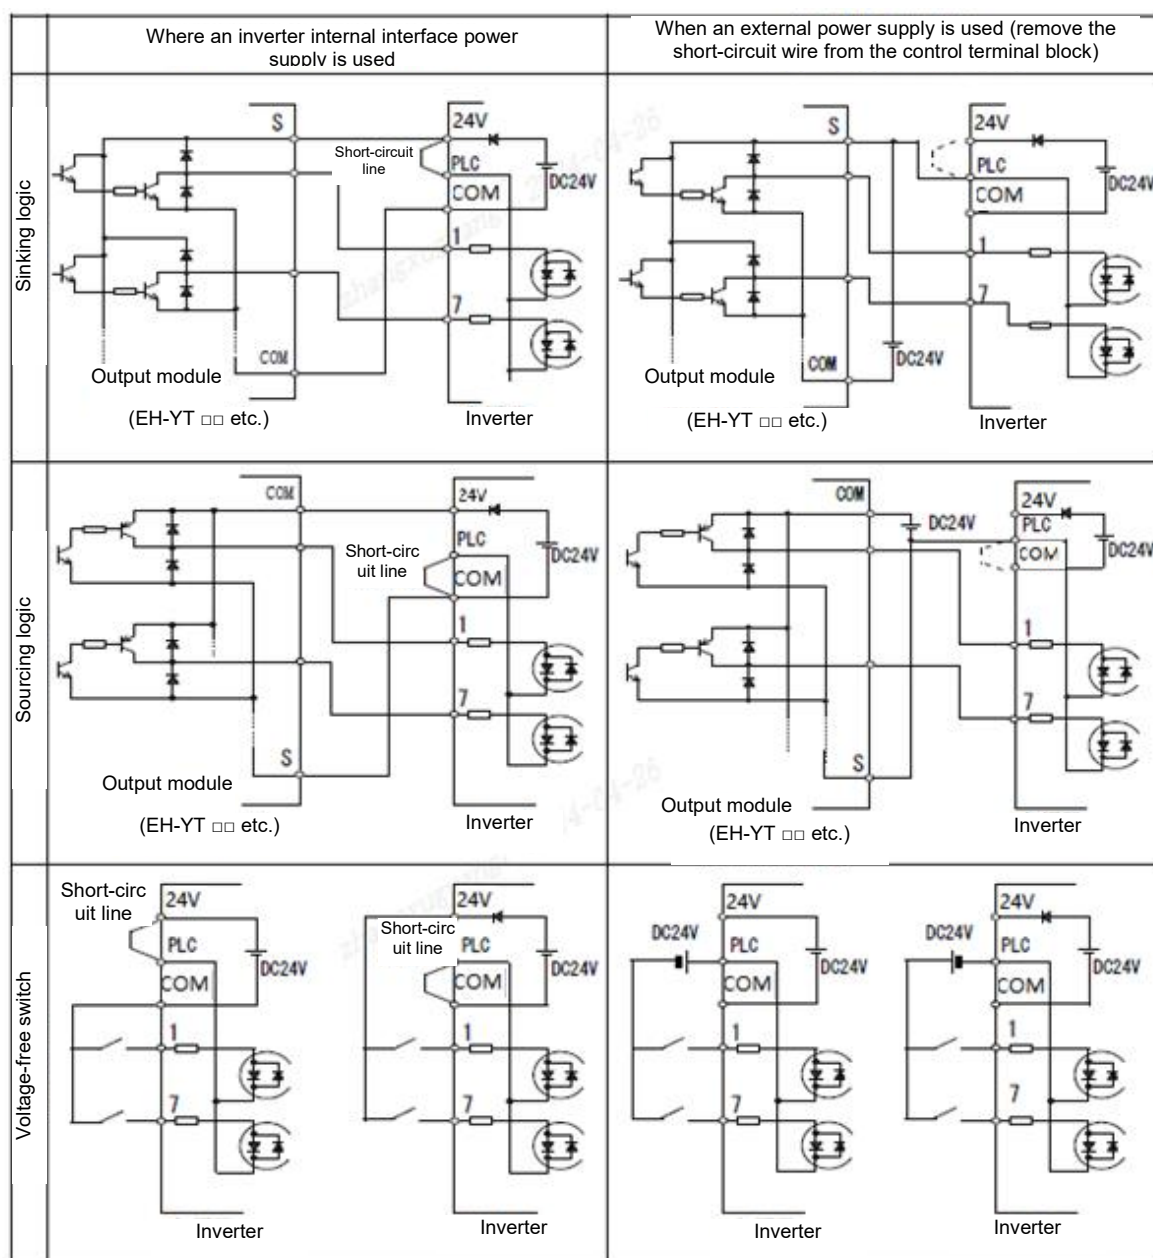 Where an inverter internal interface power
supply is used
When an external power supply is used (remove the
short-circuit wire from the control terminal block)
Sinking logic
S
24V
Short-circuit
line
PLC
DC24V
COM
1
7
COM
Output module
(EH-YT □□ etc.)
Inverter
S
24V
PLC
DC24V
COM
1
7
DC24V
COM
Output module
(EH-YT □□ etc.)
Inverter
Sourcing logic
COM
24V
PLC
Short-circ
uit line
DC24V
COM
1
7
S
Output module
(EH-YT □□ etc.)
Inverter
COM
24V
DC24V
PLC
COM
DC24V
1
7
S
Output module
(EH-YT □□ etc.)
Inverter
Voltage-free switch
Short-circ
uit line
24V
PLC
DC24V
COM
1
7
Inverter
24V
Short-circ
uit line
PLC
DC24V
COM
1
7
Inverter
24V
DC24V
PLC
DC24V
COM
1
7
Inverter
24V
DC24V
PLC
DC24V
COM
1
7
Inverter